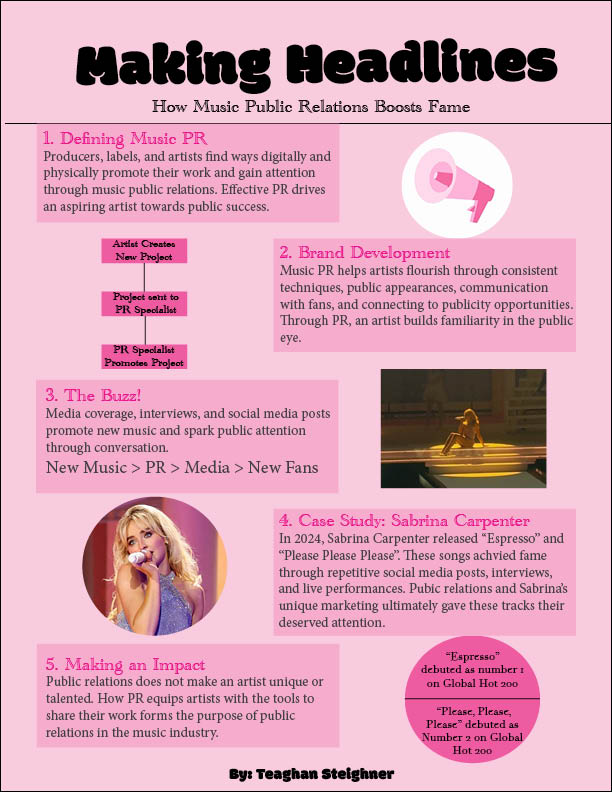 Making Headlines
How Music Public Relations Boosts Fame
1. Defining Music PR
Producers, labels, and artists find ways digitally and
physically promote their work and gain attention
through music public relations. Effective PR drives
an aspiring artist towards public success.
Artist Creates
New Project
Project sent to
PR Specialist
PR Specialist
Promotes Project
2. Brand Development
Music PR helps artists flourish through consistent
techniques, public appearances, communication
with fans, and connecting to publicity opportunities.
Through PR, an artist builds familiarity in the public
eye.
3. The Buzz!
Media coverage, interviews, and social media posts
promote new music and spark public attention
through conversation.
New Music > PR > Media > New Fans
4. Case Study: Sabrina Carpenter
In 2024, Sabrina Carpenter released “Espresso” and
“Please Please Please”. These songs achvied fame
through repetitive social media posts, interviews,
and live performances. Pubic relations and Sabrina’s
unique marketing ultimately gave these tracks their
deserved attention.
5. Making an Impact
Public relations does not make an artist unique or
talented. How PR equips artists with the tools to
share their work forms the purpose of public
relations in the music industry.
“Espresso”
debuted as number 1
on Global Hot 200
“Please, Please,
Please” debuted as
Number 2 on Global
Hot 200
By: Teaghan Steighner